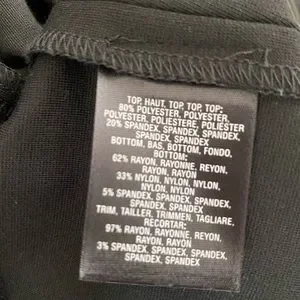 TOP, HAUT, TOP, TOP, TOP:
80% POLYESTER, POLYESTER,
POLYESTER, POLIESTERE, POLIÉSTER
20% SPANDEX, SPANDEX, SPANDEX,
SPANDEX, SPANDEX
BOTTOM, BAS, BOTTOM, FONDO,
BOTTOM:
62% RAYON, RAYONNE, REYON,
RAYON, RAYON
33% NYLON, NYLON, NYLON,
NYLON, NYLON
5% SPANDEX, SPANDEX, SPANDEX,
SPANDEX, SPANDEX
TRIM, TAILLER, TRIMMEN, TAGLIARE,
RECORTAR:
97% RAYON, RAYONNE, REYON,
RAYON, RAYON
3% SPANDEX, SPANDEX, SPANDEX,
SPANDEX, SPANDEX